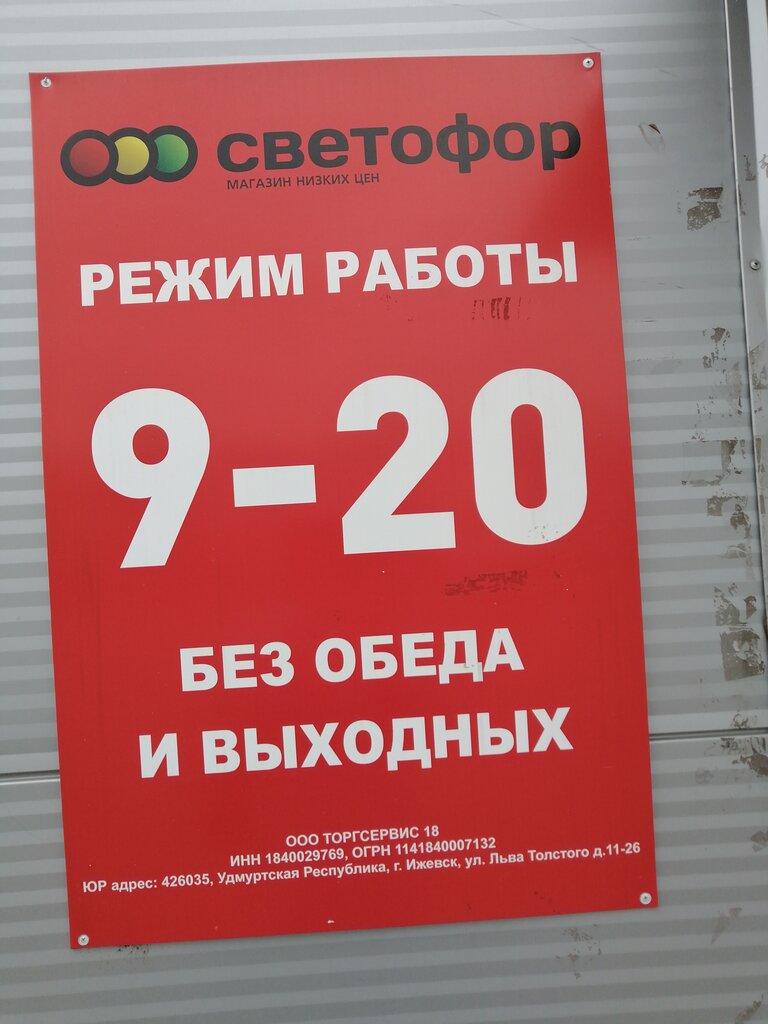 светофор
МАГАЗИН НИЗКИХ ЦЕН
РЕЖИМ РАБОТЫ
9-20
БЕЗ ОБЕДА
И ВЫХОДНЫХ
ООО ТОРГСЕРВИС 18
ИНН 1840029769, ОГРН 1141840007132
ЮР адрес: 426035, Удмуртская Республика, г. Ижевск, ул. Льва Толстого д.11-26